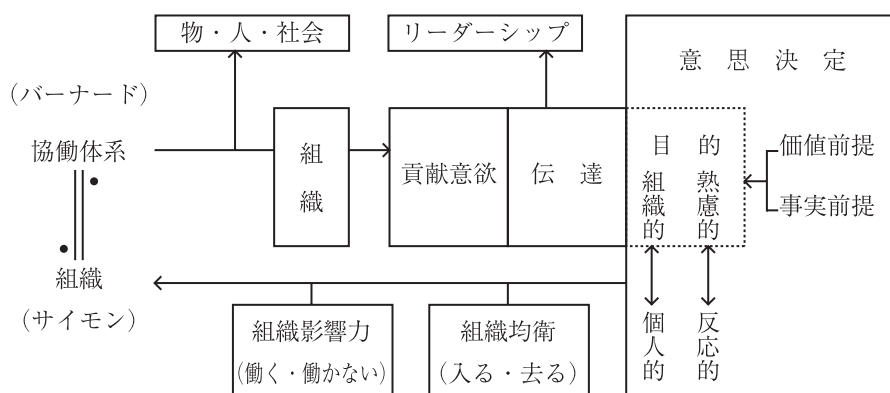 物・人・社会
リーダーシップ
意思決定
(バーナード)
協働体系
組織
貢献意欲
伝達
目的
組織的
熟慮的
価値前提
事実前提
組織
(サイモン)
組織影響力
(働く・働かない)
組織均衡
(入る・去る)
個人的
反応的